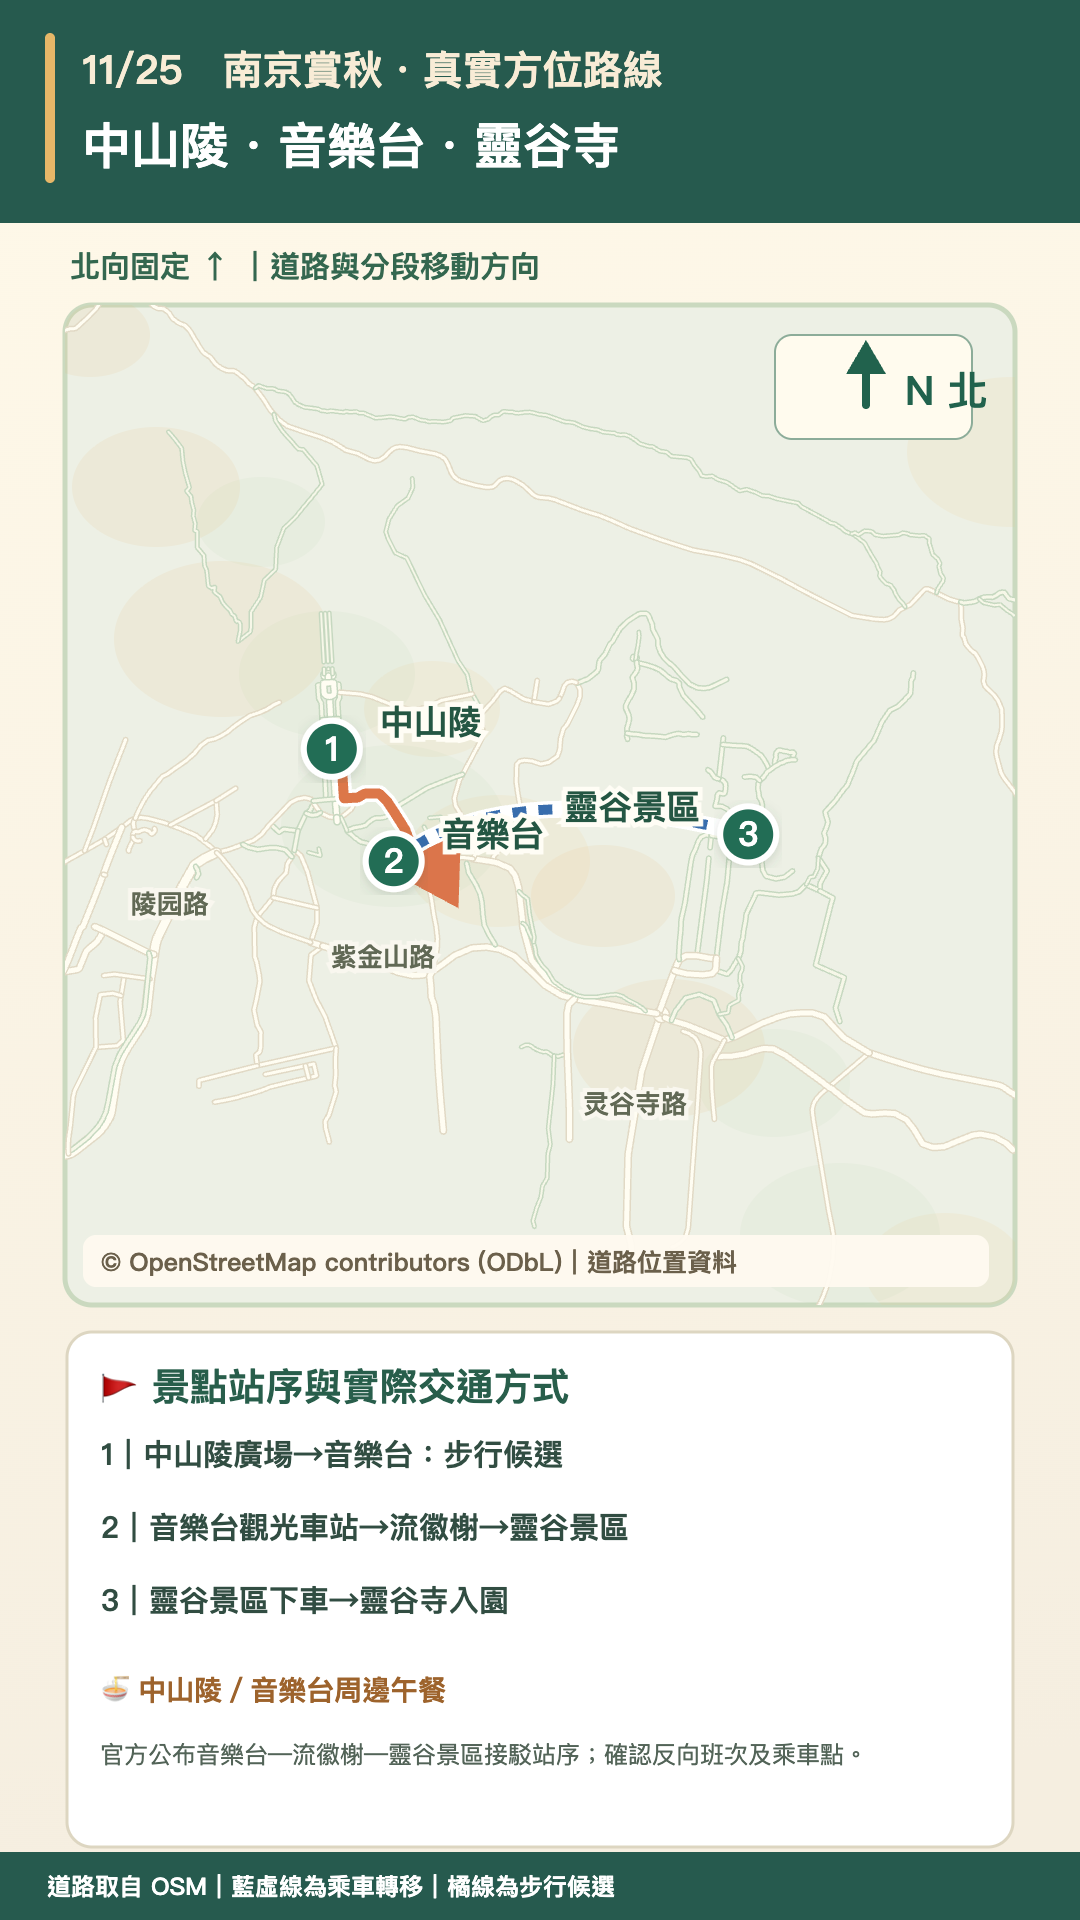 11/25 南京賞秋·真實方位路線
中山陵·音樂台·靈谷寺
北向固定 ↑ ｜道路與分段移動方向
N 北
中山陵
1
靈谷景區
音樂台
3
2
陵园路
紫金山路
灵谷寺路
© OpenStreetMap contributors (ODbL)｜道路位置資料
景點站序與實際交通方式
1｜中山陵廣場→音樂台：步行候選
2｜音樂台觀光車站→流徽榭→靈谷景區
3｜靈谷景區下車→靈谷寺入園
中山陵 / 音樂台周邊午餐
官方公布音樂台—流徽榭—靈谷景區接駁站序；確認反向班次及乘車點。
道路取自 OSM｜藍虛線為乘車轉移｜橘線為步行候選